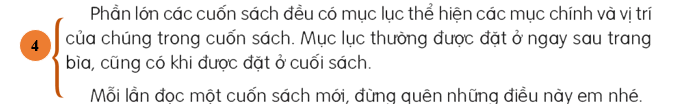 Phần lớn các cuốn sách đều có mục lục thể hiện các mục chính và vị trí
4 của chúng trong cuốn sách. Mục lục thường được đặt ở ngay sau trang
bìa, cũng có khi được đặt ở cuối sách.
Mỗi lần đọc một cuốn sách mới, đừng quên những điều này em nhé.